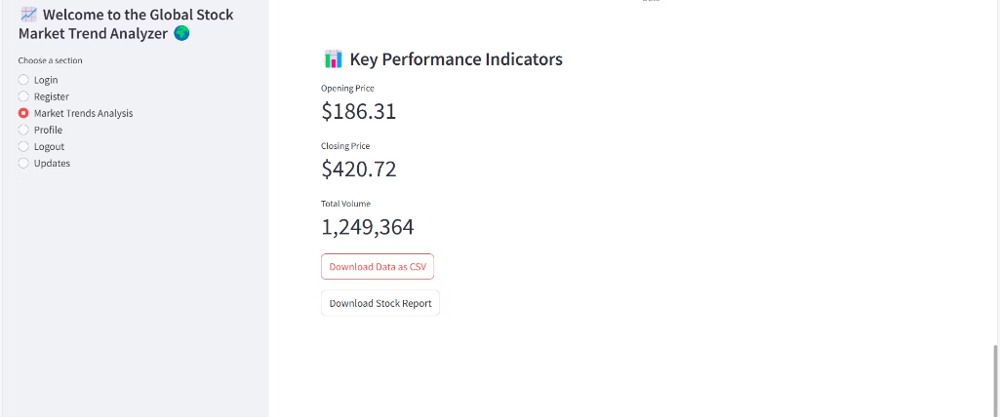 Welcome to the Global Stock
Market Trend Analyzer
Choose a section
Login
Register
Market Trends Analysis
Profile
Logout
Updates
Key Performance Indicators
Opening Price
$186.31
Closing Price
$420.72
Total Volume
1,249,364
Download Data as CSV
Download Stock Report